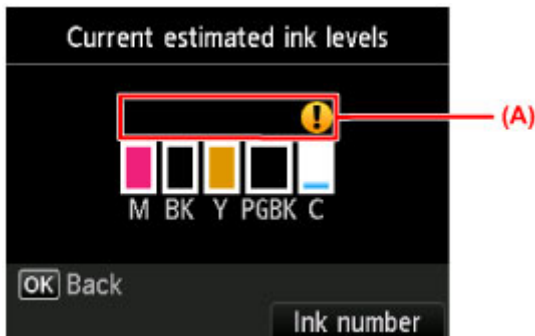 Current estimated ink levels
(A)
M BK Y PGBK C
OK Back
Ink number